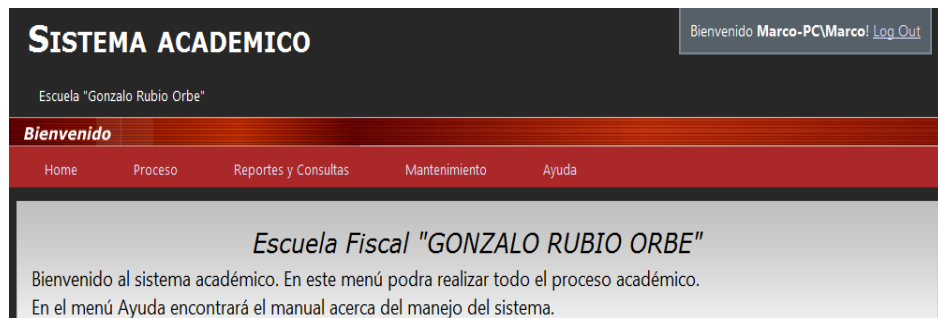 SISTEMA ACADEMICO
Bienvenido Marco-PC\Marco! Log Out
Escuela "Gonzalo Rubio Orbe"
Bienvenido
Home Proceso Reportes y Consultas Mantenimiento Ayuda
Escuela Fiscal "GONZALO RUBIO ORBE"
Bienvenido al sistema académico. En este menú podra realizar todo el proceso académico.
En el menú Ayuda encontrará el manual acerca del manejo del sistema.